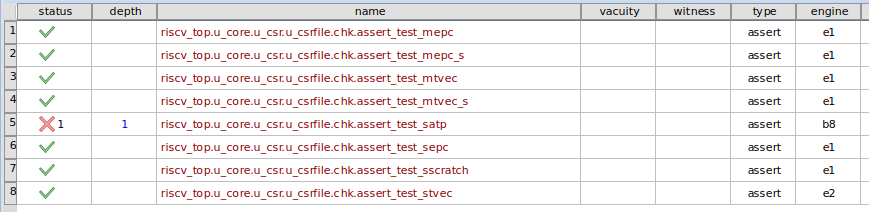 status depth name vacuity witness type engine
1 riscv_top.u_core.u_csr.u_csrfile.chk.assert_test_mepc assert e1
2 riscv_top.u_core.u_csr.u_csrfile.chk.assert_test_mepc_s assert e1
3 riscv_top.u_core.u_csr.u_csrfile.chk.assert_test_mtvec assert e1
4 riscv_top.u_core.u_csr.u_csrfile.chk.assert_test_mtvec_s assert e1
5 1 1 riscv_top.u_core.u_csr.u_csrfile.chk.assert_test_satp assert b8
6 riscv_top.u_core.u_csr.u_csrfile.chk.assert_test_sepc assert e1
7 riscv_top.u_core.u_csr.u_csrfile.chk.assert_test_sscratch assert e1
8 riscv_top.u_core.u_csr.u_csrfile.chk.assert_test_stvec assert e2